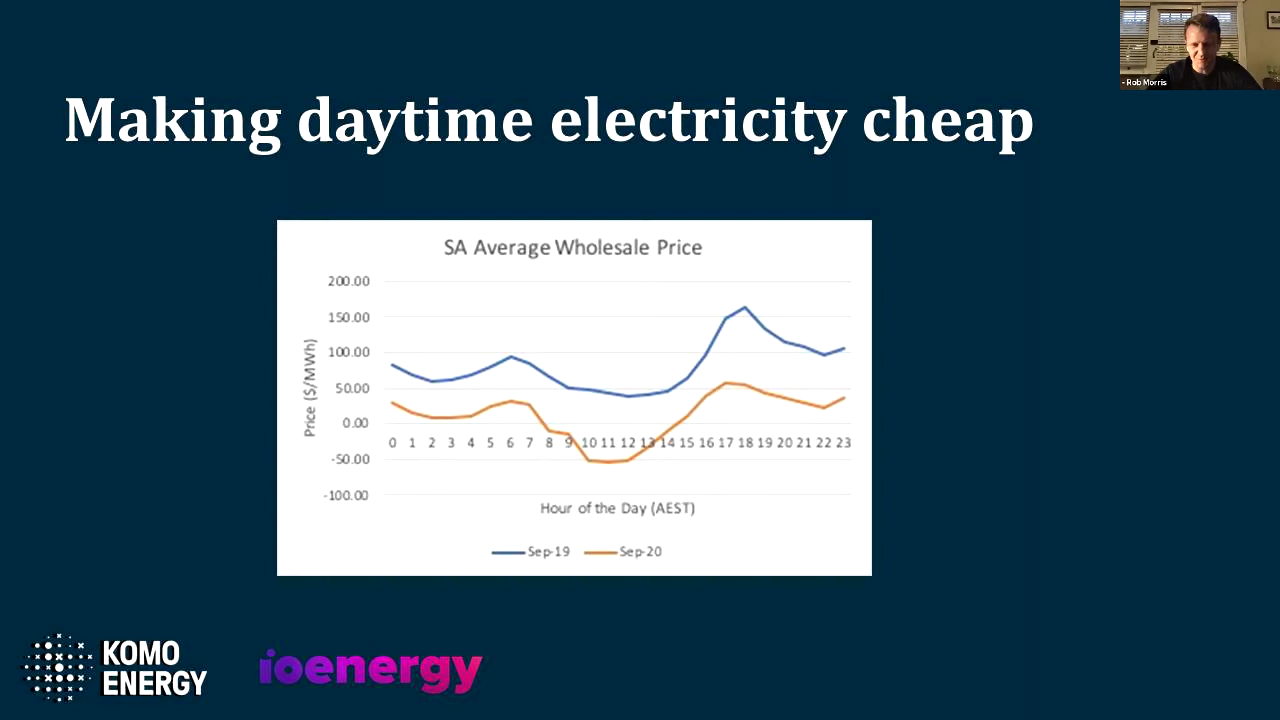 - Rob Morris
Making daytime electricity cheap
SA Average Wholesale Price
200.00
150.00
100.00
50.00
0.00
-50.00
-100.00
Price ($/MWh)
0 1 2 3 4 5 6 7 8 9 10 11 12 13 14 15 16 17 18 19 20 21 22 23
Hour of the Day (AEST)
Sep-19 Sep-20
KOMO
ENERGY
ioenergy